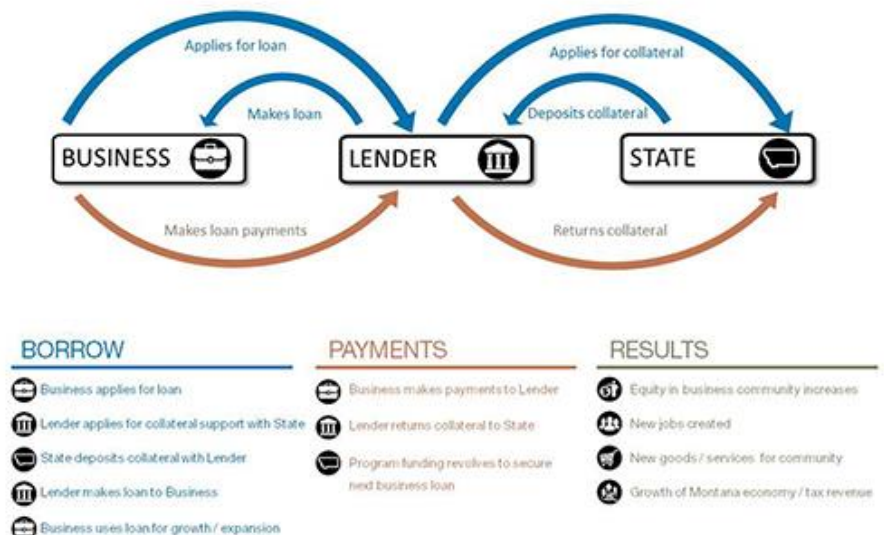 Applies for loan
Applies for collateral
Makes loan
Deposits collateral
BUSINESS
LENDER
STATE
Makes loan payments
Returns collateral
BORROW
Business applies for loan
Lender applies for collateral support with State
State deposits collateral with Lender
Lender makes loan to Business
Business uses loan for growth / expansion
PAYMENTS
Business makes payments to Lender
Lender returns collateral to State
Program funding revolves to secure
next business loan
RESULTS
Equity in business community increases
New jobs created
New goods / services for community
Growth of Montana economy / tax revenue